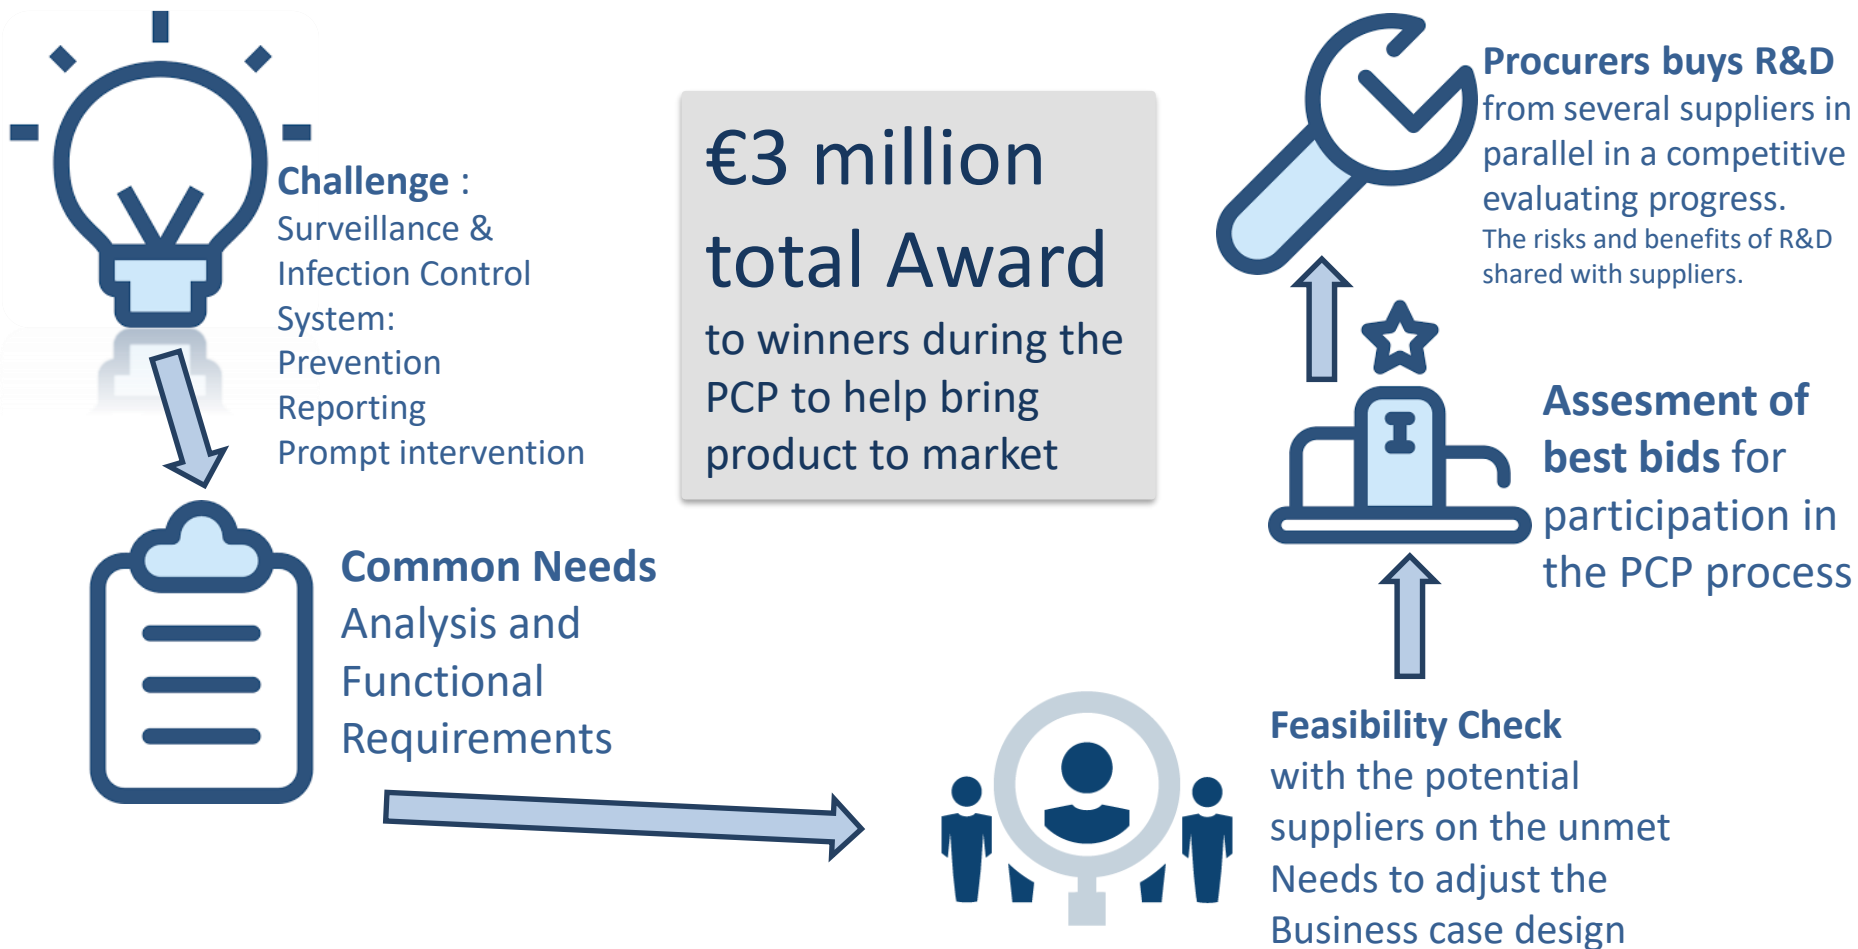 Challenge :
Surveillance &
Infection Control
System:
Prevention
Reporting
Prompt intervention
Common Needs
Analysis and
Functional
Requirements
€3 million
total Award
to winners during the
PCP to help bring
product to market
Feasibility Check
with the potential
suppliers on the unmet
Needs to adjust the
Business case design
I
Assesment of
best bids for
participation in
the PCP process
Procurers buys R&D
from several suppliers in
parallel in a competitive
evaluating progress.
The risks and benefits of R&D
shared with suppliers.